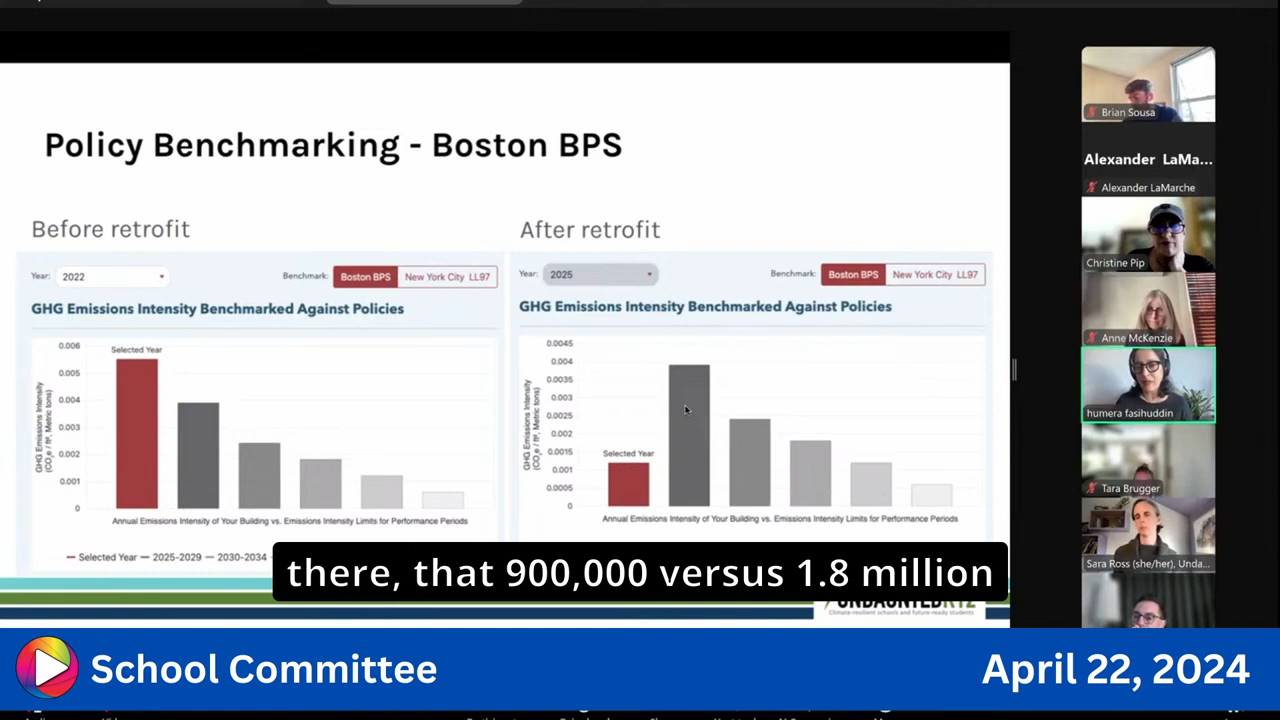 Policy Benchmarking - Boston BPS
Before retrofit
Year: 2022
Benchmark: Boston BPS New York City LL97
GHG Emissions Intensity Benchmarked Against Policies
GHG Emissions Intensity
(CO₂e / ft², Metric tons)
0.006
0.005
0.004
0.003
0.002
0.001
0
Selected Year
Annual Emissions Intensity of Your Building vs. Emissions Intensity Limits for Performance Periods
Selected Year 2025-2029 2030-2034
After retrofit
Year: 2025
Benchmark: Boston BPS New York City LL97
GHG Emissions Intensity Benchmarked Against Policies
GHG Emissions Intensity
(CO₂e / ft², Metric tons)
0.0045
0.004
0.0035
0.003
0.0025
0.002
0.0015
0.001
0.0005
0
Selected Year
Annual Emissions Intensity of Your Building vs. Emissions Intensity Limits for Performance Periods
there, that 900,000 versus 1.8 million
UNDAUNTEDK12
Climate-resilient schools and future-ready students
Brian Sousa
Alexander LaMa...
Alexander LaMarche
Christine Pip
Anne McKenzie
humera fasihuddin
Tara Brugger
Sara Ross (she/her), Unda...
School Committee
April 22, 2024